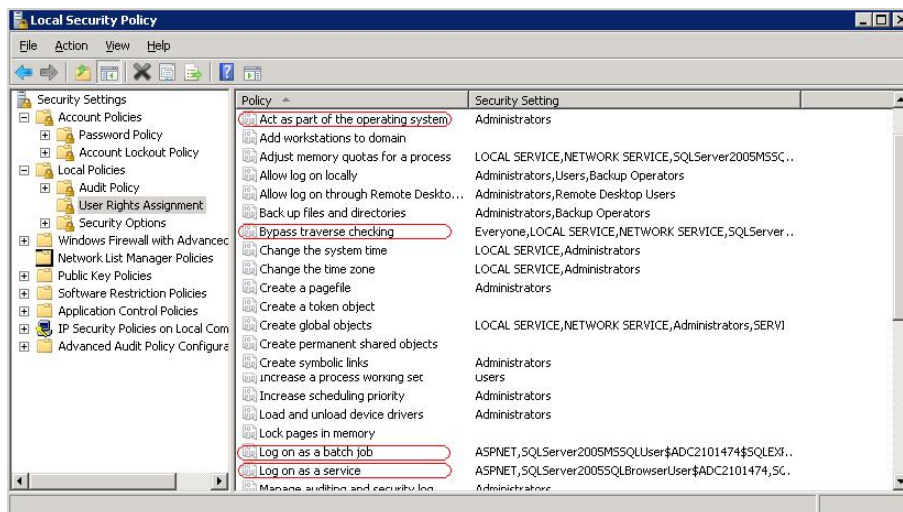 Local Security Policy
File Action View Help
Security Settings
Account Policies
Password Policy
Account Lockout Policy
Local Policies
Audit Policy
User Rights Assignment
Security Options
Windows Firewall with Advanced
Network List Manager Policies
Public Key Policies
Software Restriction Policies
Application Control Policies
IP Security Policies on Local Com
Advanced Audit Policy Configura
Policy Security Setting
Act as part of the operating system Administrators
Add workstations to domain
Adjust memory quotas for a process LOCAL SERVICE,NETWORK SERVICE,SQLServer2005MSSQ...
Allow log on locally Administrators,Users,Backup Operators
Allow log on through Remote Deskto... Administrators,Remote Desktop Users
Back up files and directories Administrators,Backup Operators
Bypass traverse checking Everyone,LOCAL SERVICE,NETWORK SERVICE,SQLServer...
Change the system time LOCAL SERVICE,Administrators
Change the time zone LOCAL SERVICE,Administrators
Create a pagefile Administrators
Create a token object
Create global objects LOCAL SERVICE,NETWORK SERVICE,Administrators,SERVI
Create permanent shared objects
Create symbolic links Administrators
Increase a process working set Users
Increase scheduling priority Administrators
Load and unload device drivers Administrators
Lock pages in memory
Log on as a batch job ASPNET,SQLServer2005MSSQLUser$ADC2101474$SQLEXP...
Log on as a service ASPNET,SQLServer2005SQLBrowserUser$ADC2101474,SQ...
Manage auditing and security log Administrators